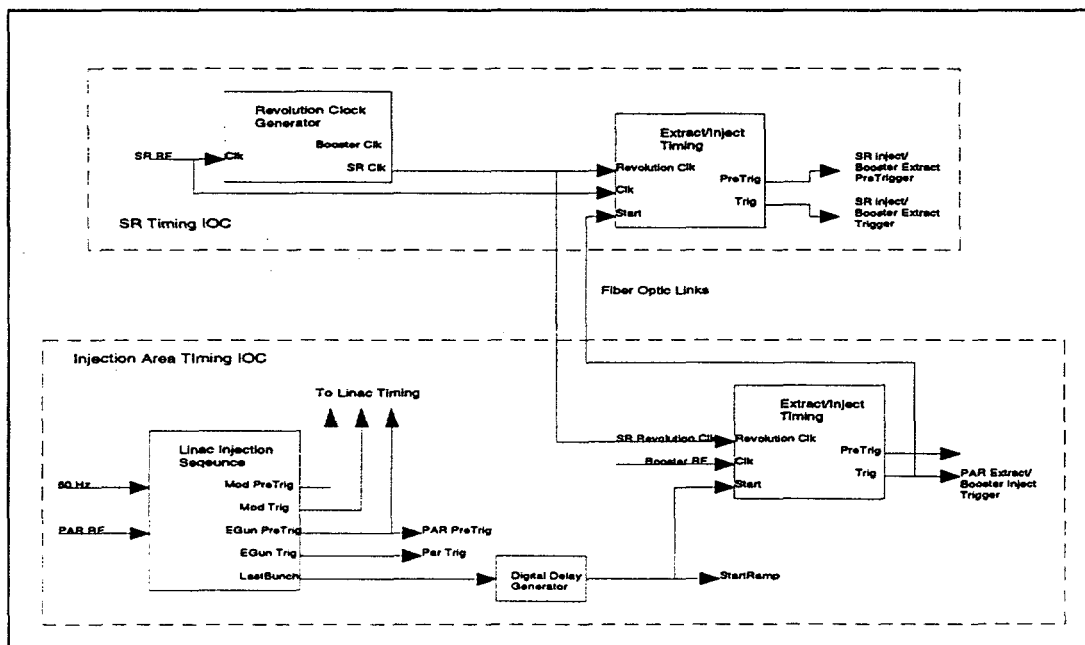 Revolution Clock
Generator
Booster Clk
SR RF
Clk
SR Clk
Extract/Inject
Timing
Revolution Clk
PreTrig
Clk
Trig
Start
SR Inject/
Booster Extract
PreTrigger
SR Inject/
Booster Extract
Trigger
SR Timing IOC
Fiber Optic Links
Injection Area Timing IOC
To Linac Timing
Extract/Inject
Timing
SR Revolution Clk
Revolution Clk
PreTrig
Booster RF
Clk
Trig
Start
PAR Extract/
Booster Inject
Trigger
Linac Injection
Seqeunce
60 Hz
Mod PreTrig
Mod Trig
PAR RF
EGun PreTrig
PAR PreTrig
EGun Trig
Par Trig
LastBunch
Digital Delay
Generator
StartRamp